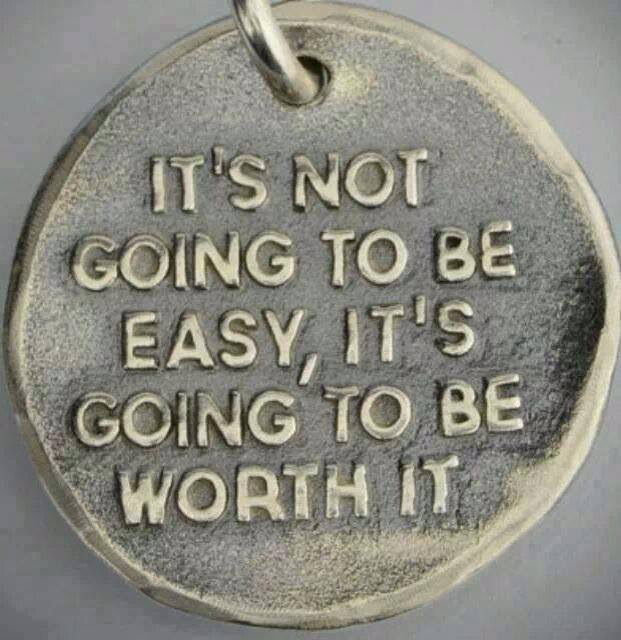 IT'S NOT
GOING TO BE
EASY, IT'S
GOING TO BE
WORTH IT